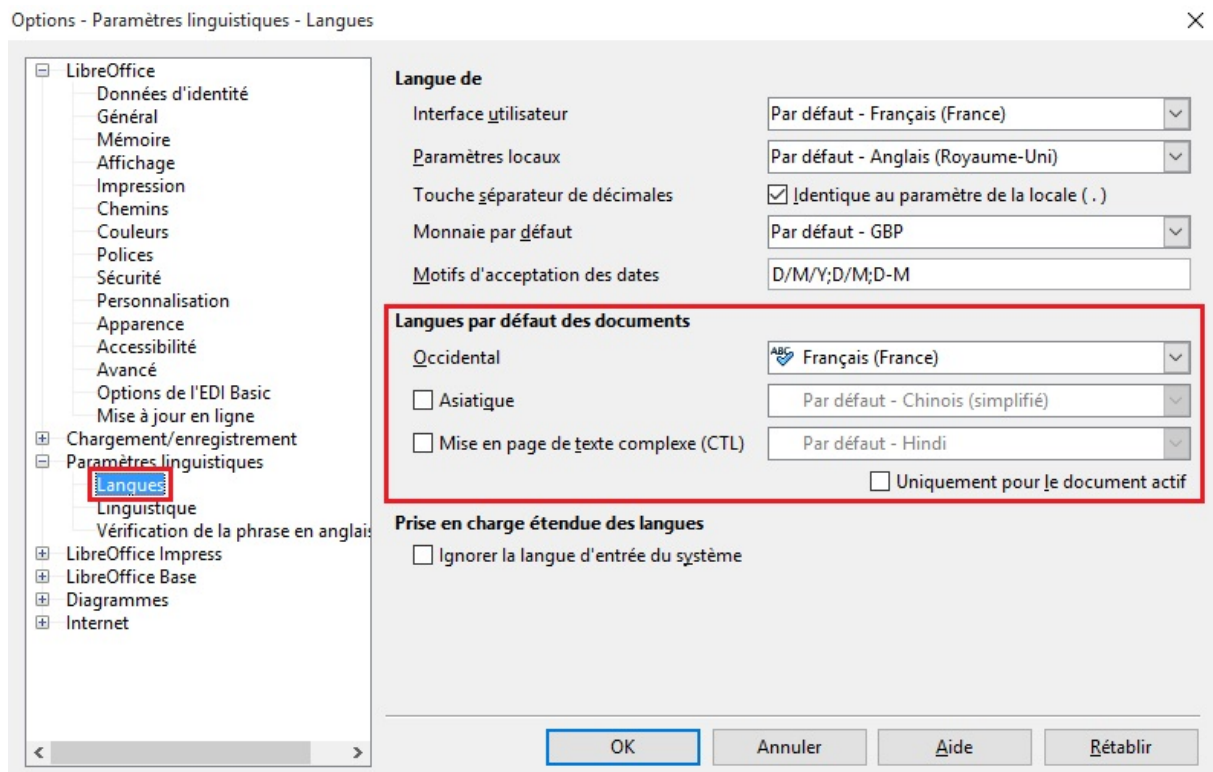 Options - Paramètres linguistiques - Langues
LibreOffice
Données d'identité
Général
Mémoire
Affichage
Impression
Chemins
Couleurs
Polices
Sécurité
Personnalisation
Apparence
Accessibilité
Avancé
Options de l'EDI Basic
Mise à jour en ligne
Chargement/enregistrement
Paramètres linguistiques
Langues
Linguistique
Vérification de la phrase en anglais
LibreOffice Impress
LibreOffice Base
Diagrammes
Internet
Langue de
Interface utilisateur Par défaut - Français (France)
Paramètres locaux Par défaut - Anglais (Royaume-Uni)
Touche séparateur de décimales Identique au paramètre de la locale ( . )
Monnaie par défaut Par défaut - GBP
Motifs d'acceptation des dates D/M/Y;D/M;D-M
Langues par défaut des documents
Occidental ABC Français (France)
Asiatique Par défaut - Chinois (simplifié)
Mise en page de texte complexe (CTL) Par défaut - Hindi
Uniquement pour le document actif
Prise en charge étendue des langues
Ignorer la langue d'entrée du système
OK Annuler Aide Rétablir